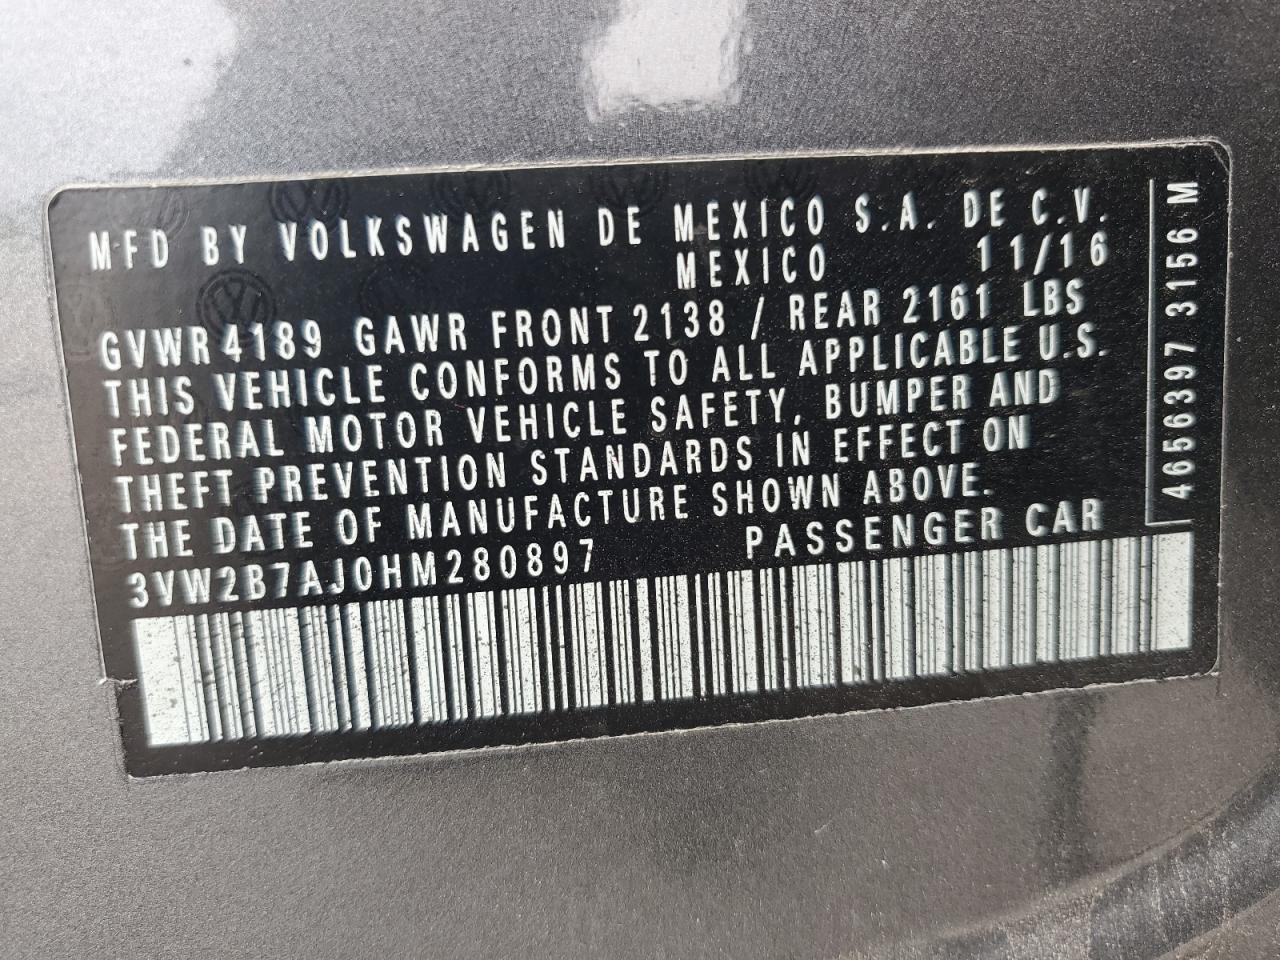 MFD BY VOLKSWAGEN DE MEXICO S.A. DE C.V.
MEXICO 11/16
GVWR 4189 GAWR FRONT 2138 / REAR 2161 LBS
THIS VEHICLE CONFORMS TO ALL APPLICABLE U.S.
FEDERAL MOTOR VEHICLE SAFETY, BUMPER AND
THEFT PREVENTION STANDARDS IN EFFECT ON
THE DATE OF MANUFACTURE SHOWN ABOVE.
3VW2B7AJ0HM280897 PASSENGER CAR
4656397 3156 M